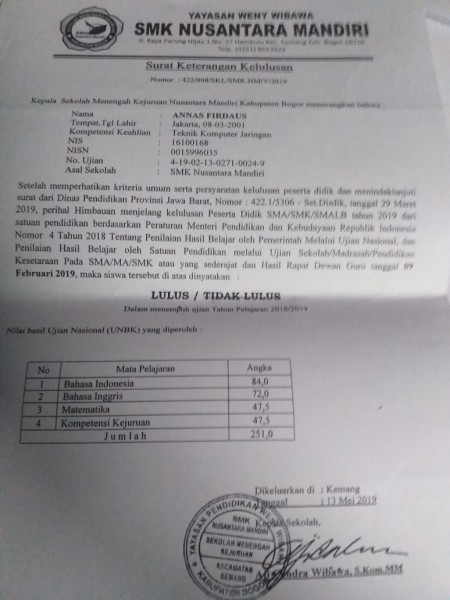 YAYASAN WENY WIBAWA
SMK NUSANTARA MANDIRI
Jl. Raya Parung Hijau I No. 27 Kec. Kemang Kab. Bogor
Surat Keterangan Kelulusan
Nomor : 422/068/SKL/SMK.NM/V/2019
Kepala Sekolah Menengah Kejuruan Nusantara Mandiri Kabupaten Bogor menerangkan bahwa :
Nama : ANNAS FIRDAUS
Tempat,Tgl Lahir : Jakarta, 08-03-2001
Kompetensi Keahlian : Teknik Komputer Jaringan
NIS : 16100168
NISN : 0015996035
No. Ujian : 4-19-02-13-0271-0024-9
Asal Sekolah : SMK Nusantara Mandiri
Setelah memperhatikan kriteria umum serta persyaratan kelulusan peserta didik dan menindaklanjuti
surat dari Dinas Pendidikan Provinsi Jawa Barat, Nomor : 422.1/5306 - Set.Disdik, tanggal 29 Maret
2019, perihal Himbauan menjelang kelulusan Peserta Didik SMA/SMK/SMALB tahun 2019 dari
satuan pendidikan berdasarkan Peraturan Menteri Pendidikan dan Kebudayaan Republik Indonesia
Nomor 4 Tahun 2018 Tentang Penilaian Hasil Belajar oleh Pemerintah Melalui Ujian Nasional, dan
Penilaian Hasil Belajar oleh Satuan Pendidikan melalui Ujian Sekolah/Madrasah/Pendidikan
Kesetaraan Pada SMA/MA/SMK atau yang sederajat dan Hasil Rapat Dewan Guru tanggal 09
Februari 2019, maka siswa tersebut di atas dinyatakan :
LULUS / TIDAK LULUS
Dalam menempuh ujian Tahun Pelajaran 2018/2019
Nilai hasil Ujian Nasional (UNBK) yang diperoleh :
No Mata Pelajaran Angka
1 Bahasa Indonesia 84,0
2 Bahasa Inggris 72,0
3 Matematika 47,5
4 Kompetensi Kejuruan 47,5
Jumlah 251,0
Dikeluarkan di : Kemang
Tanggal : 13 Mei 2019
Kepala Sekolah,
YAYASAN PENDIDIKAN WENY WIBAWA
SMK
NUSANTARA MANDIRI
SEKOLAH MENENGAH
KEJURUAN
KECAMATAN
KEMANG
KABUPATEN BOGOR
Wibawa, S.Kom.MM